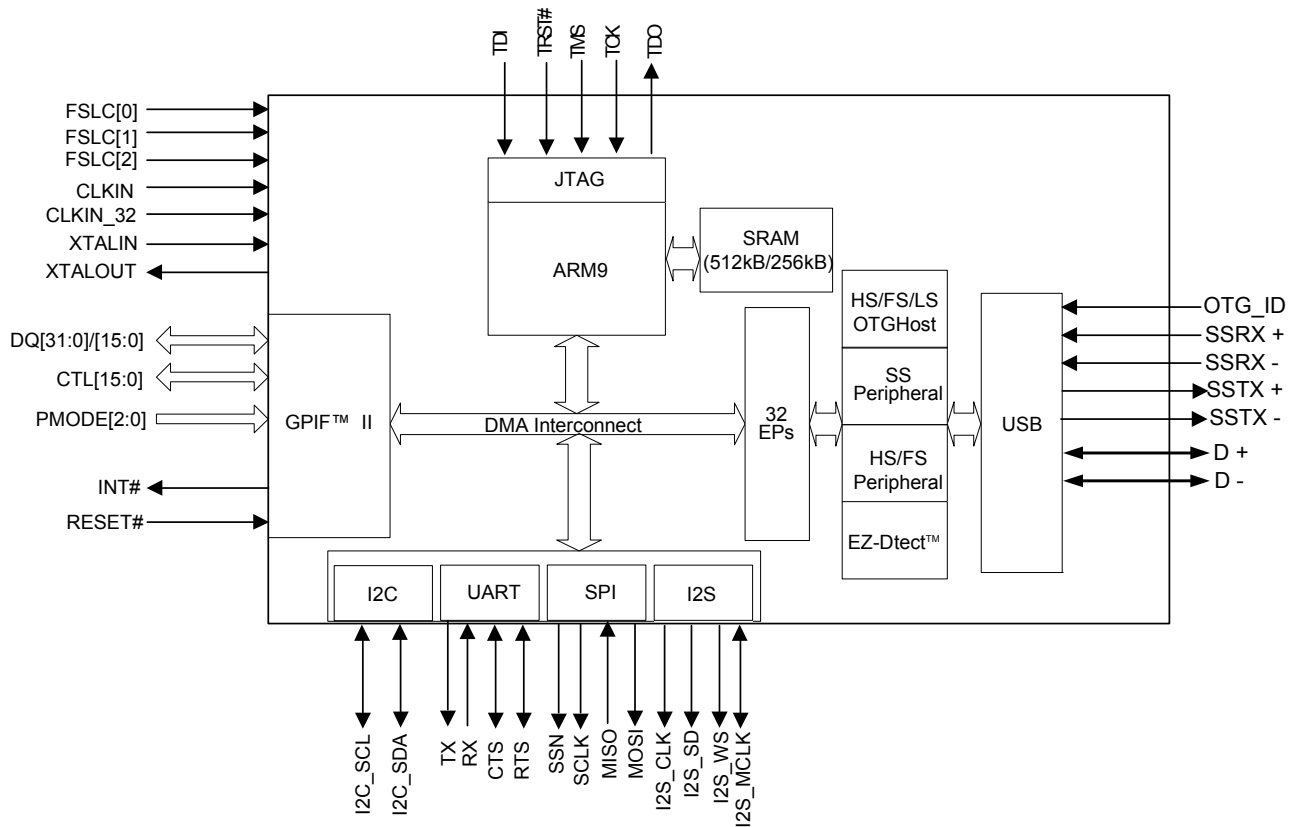 TDI
TRST#
TMS
TCK
TDO
FSLC[0]
FSLC[1]
FSLC[2]
CLKIN
CLKIN_32
XTALIN
XTALOUT
DQ[31:0]/[15:0]
CTL[15:0]
PMODE[2:0]
INT#
RESET#
JTAG
ARM9
SRAM
(512kB/256kB)
GPIF™ II
DMA Interconnect
32
EPs
HS/FS/LS
OTGHost
SS
Peripheral
HS/FS
Peripheral
EZ-Dtect™
USB
OTG_ID
SSRX +
SSRX -
SSTX +
SSTX -
D +
D -
I2C
UART
SPI
I2S
I2C_SCL
I2C_SDA
TX
RX
CTS
RTS
SSN
SCLK
MISO
MOSI
I2S_CLK
I2S_SD
I2S_WS
I2S_MCLK